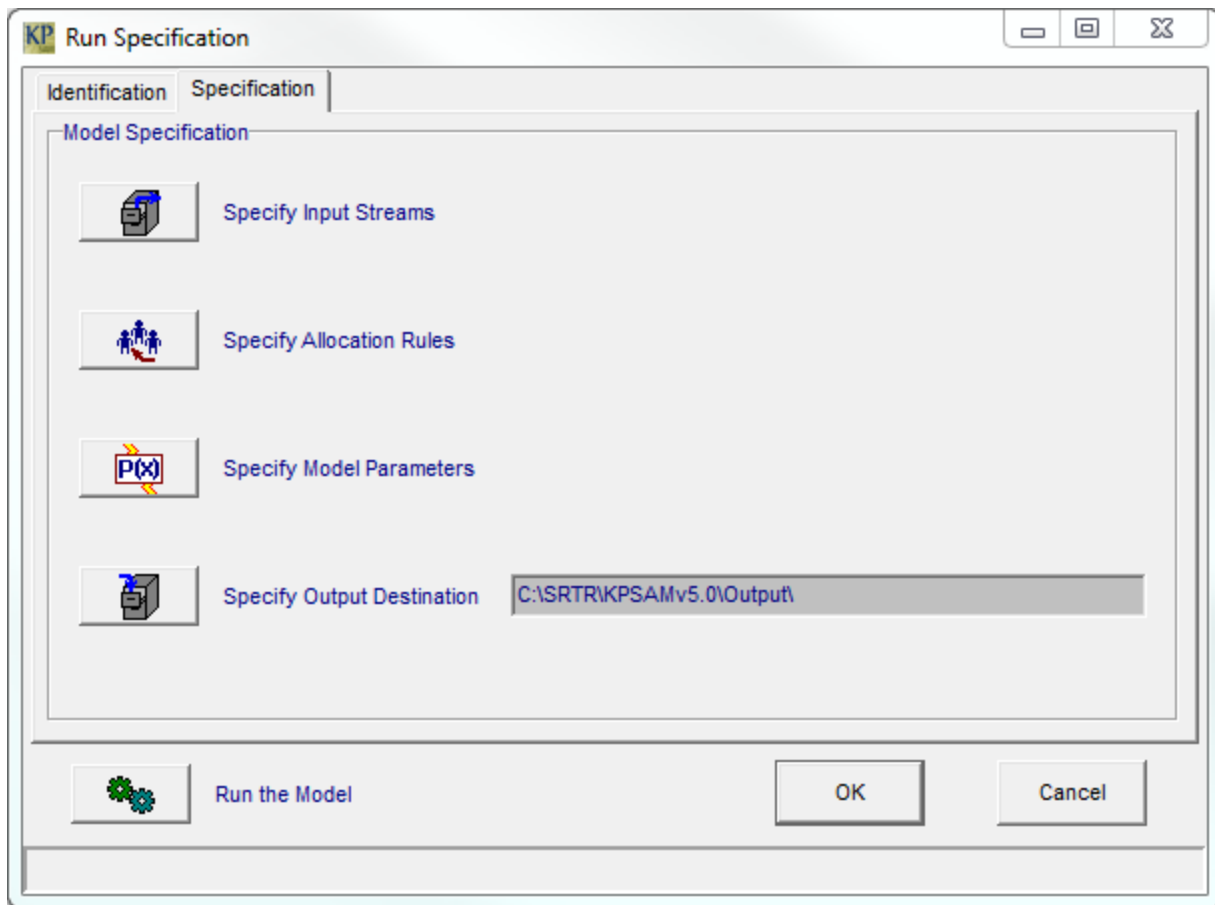 KP Run Specification
Identification Specification
Model Specification
Specify Input Streams
Specify Allocation Rules
P(x) Specify Model Parameters
Specify Output Destination C:\SRTR\KPSAMv5.0\Output\
Run the Model OK Cancel